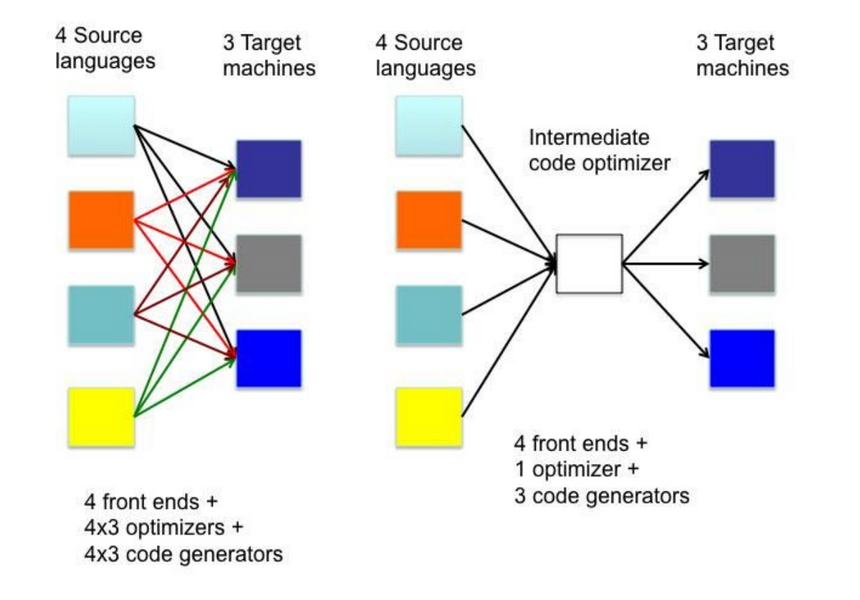 4 Source
languages
3 Target
machines
4 Source
languages
3 Target
machines
Intermediate
code optimizer
4 front ends +
4x3 optimizers +
4x3 code generators
4 front ends +
1 optimizer +
3 code generators